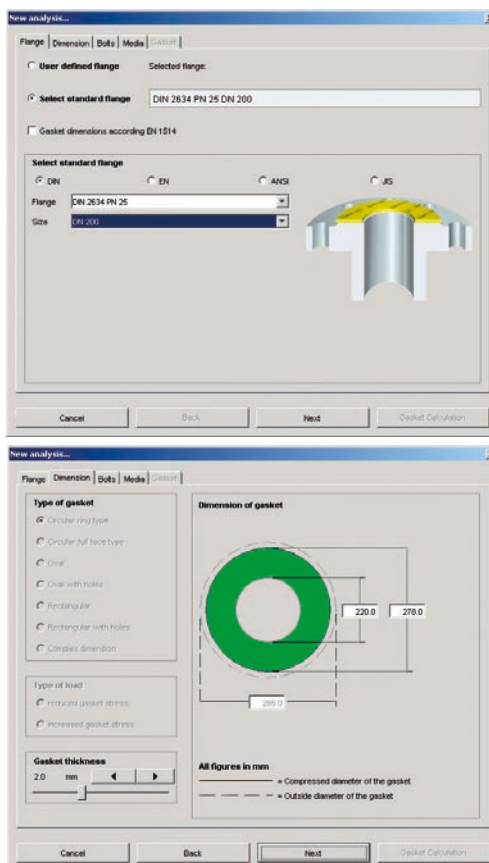 New analysis...
Flange Dimension Bolts Media Gasket
User defined flange Selected flange:
Select standard flange DIN 2634 PN 25 DN 200
Gasket dimensions according EN 1514
Select standard flange
DIN EN ANSI JIS
Flange DIN 2634 PN 25
Size DN 200
Cancel Back Next Gasket Calculation
New analysis...
Flange Dimension Bolts Media Gasket
Type of gasket Dimension of gasket
Circular ring type
Circular full face type
Oval
Oval with holes
Rectangular
220.0 278.0
Rectangular with holes
Complex dimension
Type of load
reduced gasket stress
285.0
increased gasket stress
Gasket thickness All figures in mm
2.0 mm
= Compressed diameter of the gasket
= Outside diameter of the gasket
Cancel Back Next Gasket Calculation